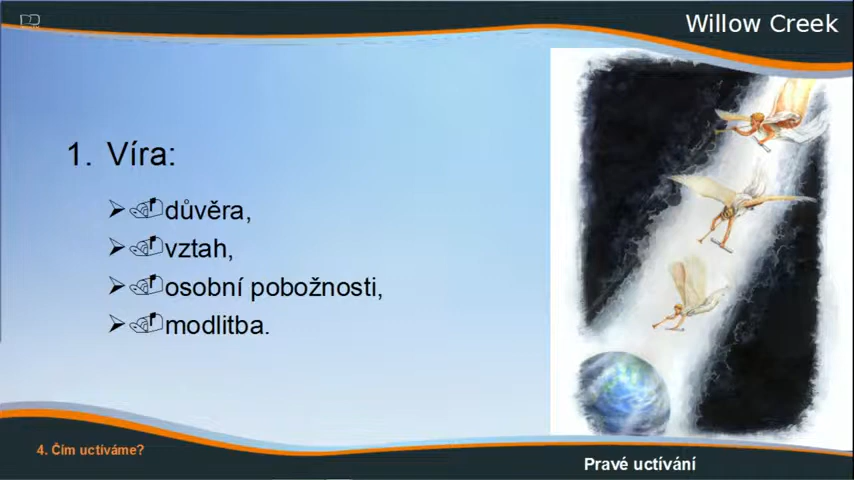 Willow Creek
1. Víra:
důvěra,
vztah,
osobní pobožnosti,
modlitba.
4. Čím uctíváme?
Pravé uctívání